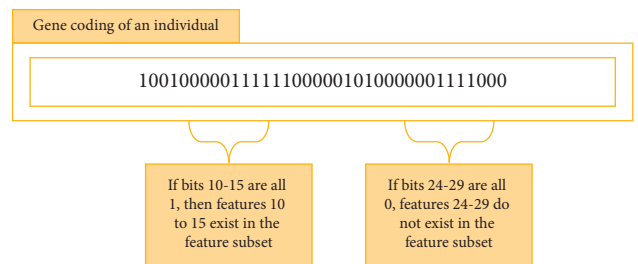 Gene coding of an individual
100100000111111000001010000001111000
If bits 10-15 are all
1, then features 10
to 15 exist in the
feature subset
If bits 24-29 are all
0, features 24-29 do
not exist in the
feature subset